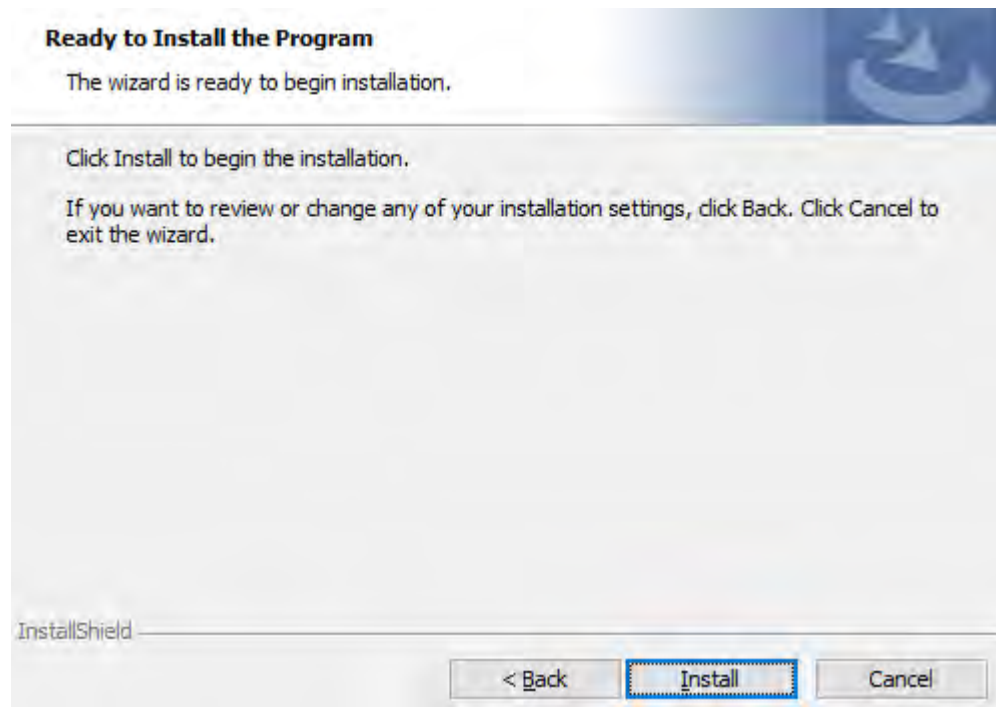 Ready to Install the Program
The wizard is ready to begin installation.
Click Install to begin the installation.
If you want to review or change any of your installation settings, click Back. Click Cancel to
exit the wizard.
InstallShield
< Back
Install
Cancel